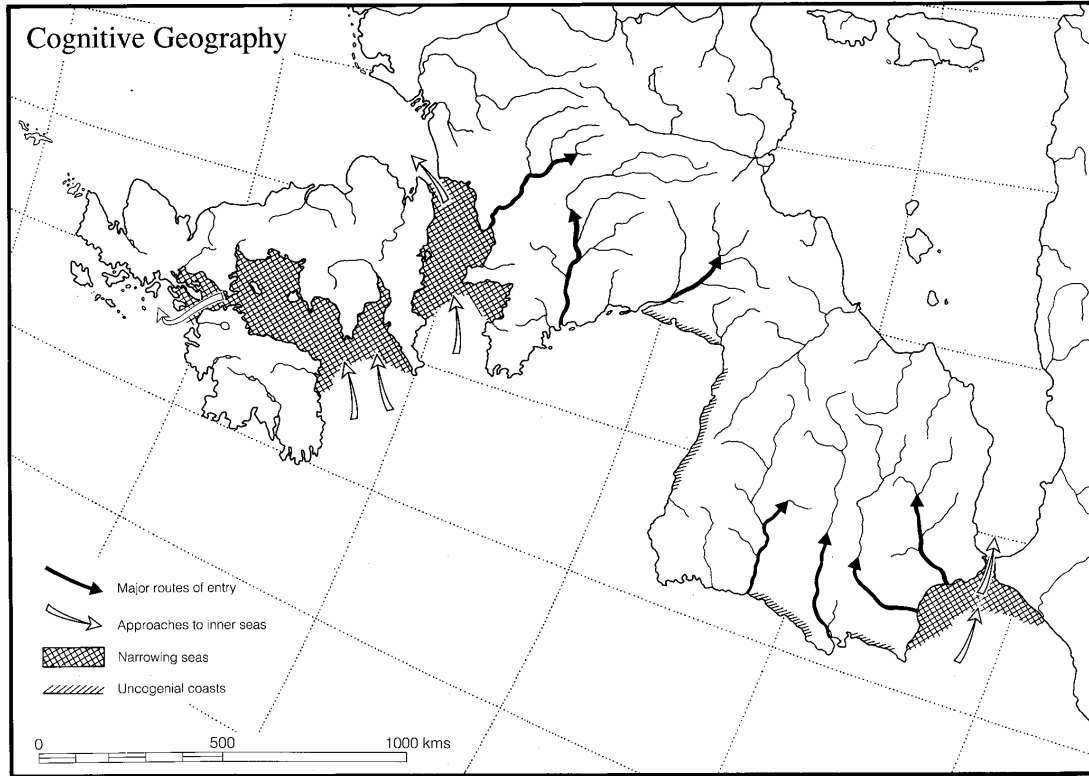 Cognitive Geography
Major routes of entry
Approaches to inner seas
Narrowing seas
Uncogenial coasts
0 500 1000 kms